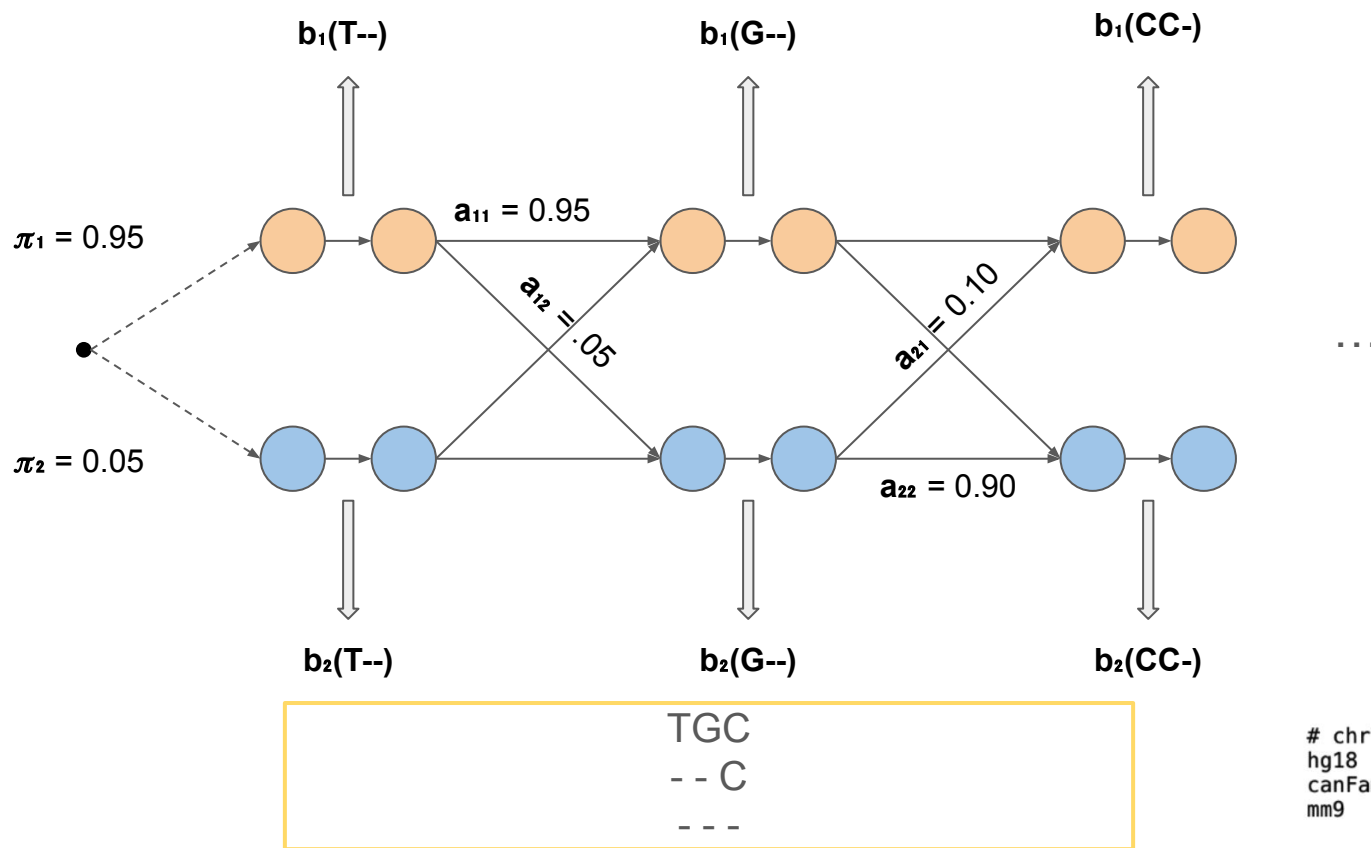 b₁(T--) b₁(G--) b₁(CC-)
a₁₁ = 0.95
π₁ = 0.95
a₁₂ = .05
a₂₁ = 0.10
...
π₂ = 0.05
a₂₂ = 0.90
b₂(T--) b₂(G--) b₂(CC-)
TGC
- - C
- - -
# chr
hg18
canFa
mm9